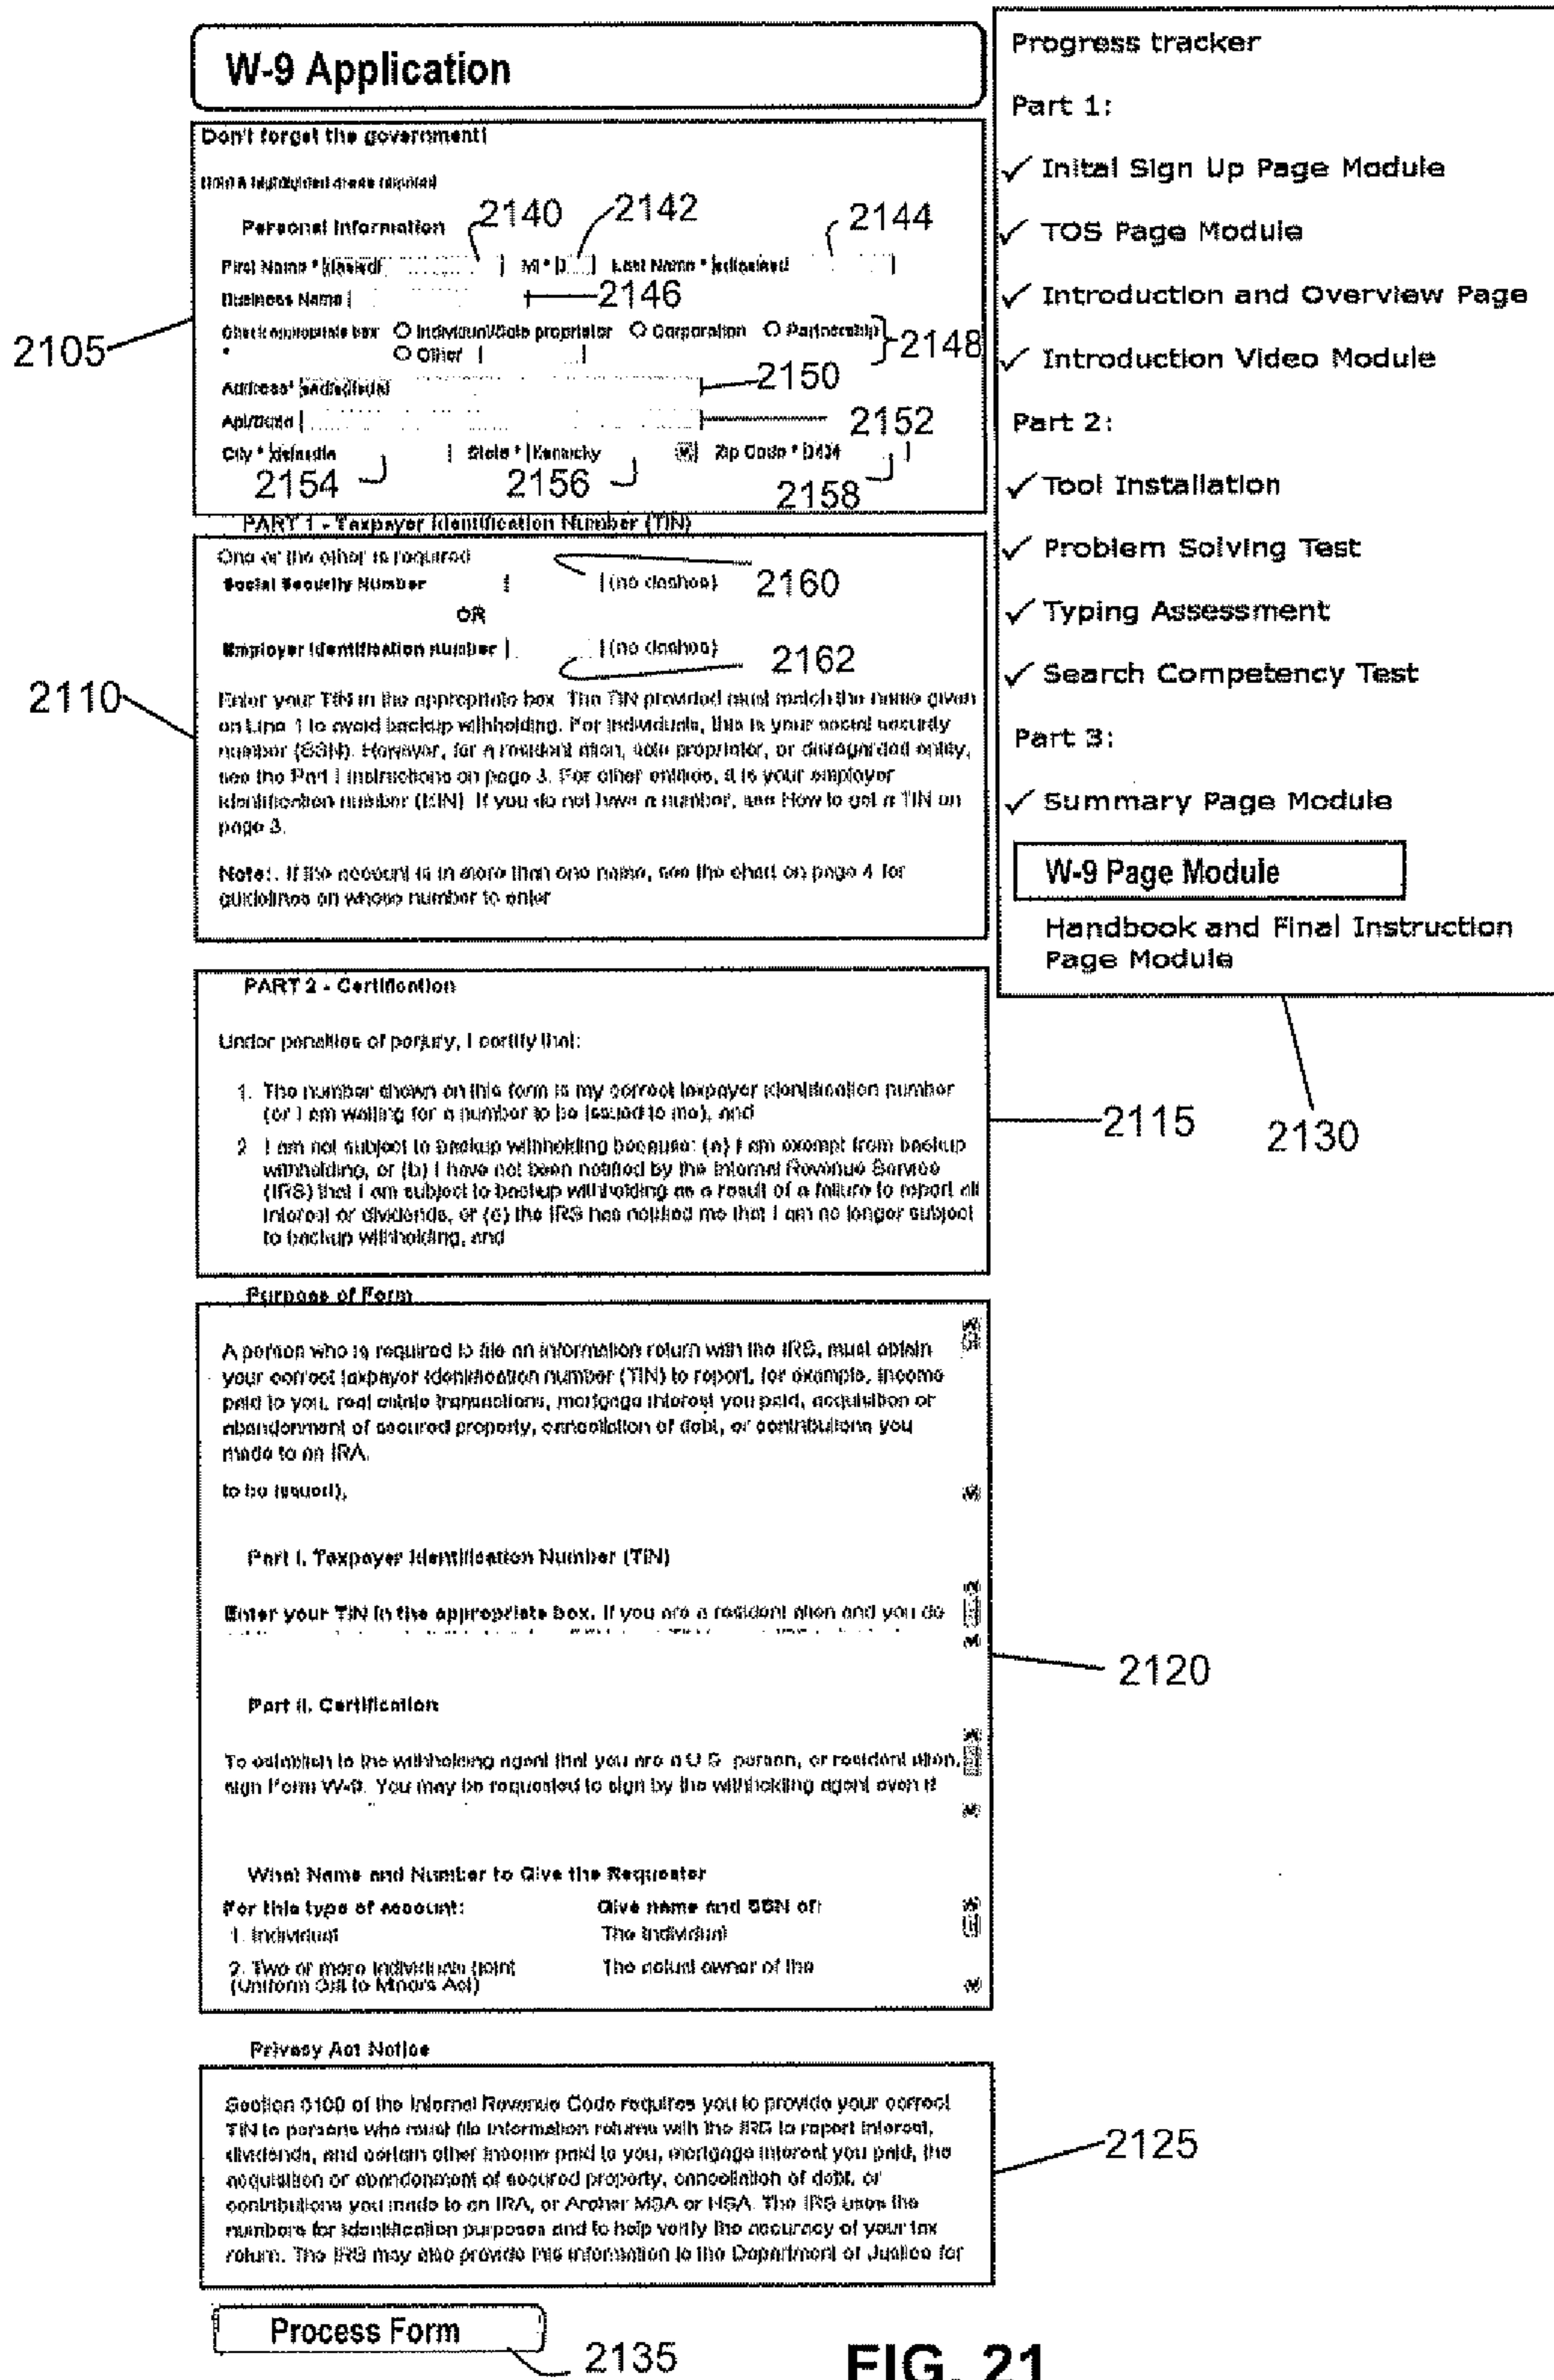 W-9 Application
Don't forget the government!
Personal Information
2140
2142
2144
First Name * MI * Last Name *
Business Name
2146
2105
Check appropriate box Individual/Sole proprietor Corporation Partnership
* Other
2148
Address*
2150
Apt/Suite
2152
City * State * Kentucky Zip Code *
2154
2156
2158
PART 1 - Taxpayer Identification Number (TIN)
One or the other is required
Social Security Number (no dashes)
2160
OR
Employer Identification number (no dashes)
2162
2110
Enter your TIN in the appropriate box. The TIN provided must match the name given
on Line 1 to avoid backup withholding. For individuals, this is your social security
number (SSN). However, for a resident alien, sole proprietor, or disregarded entity,
see the Part I instructions on page 3. For other entities, it is your employer
identification number (EIN). If you do not have a number, see How to get a TIN on
page 3.
Note:. If the account is in more than one name, see the chart on page 4 for
guidelines on whose number to enter
PART 2 - Certification
Under penalties of perjury, I certify that:
1. The number shown on this form is my correct taxpayer identification number
(or I am waiting for a number to be issued to me), and
2 I am not subject to backup withholding because: (a) I am exempt from backup
withholding, or (b) I have not been notified by the Internal Revenue Service
(IRS) that I am subject to backup withholding as a result of a failure to report all
interest or dividends, or (c) the IRS has notified me that I am no longer subject
to backup withholding, and
2115
Purpose of Form
A person who is required to file an information return with the IRS, must obtain
your correct taxpayer identification number (TIN) to report, for example, income
paid to you, real estate transactions, mortgage interest you paid, acquisition or
abandonment of secured property, cancellation of debt, or contributions you
made to an IRA.
to be issued),
Part I. Taxpayer Identification Number (TIN)
Enter your TIN in the appropriate box. If you are a resident alien and you do
2120
Part II. Certification
To establish to the withholding agent that you are a U.S. person, or resident alien,
sign Form W-9. You may be requested to sign by the withholding agent even if
What Name and Number to Give the Requester
For this type of account: Give name and SSN of:
1. Individual The individual
2. Two or more individuals (joint The actual owner of the
(Uniform Gift to Minors Act)
Privacy Act Notice
Section 6109 of the Internal Revenue Code requires you to provide your correct
TIN to persons who must file information returns with the IRS to report interest,
dividends, and certain other income paid to you, mortgage interest you paid, the
acquisition or abandonment of secured property, cancellation of debt, or
contributions you made to an IRA, or Archer MSA or HSA. The IRS uses the
numbers for identification purposes and to help verify the accuracy of your tax
return. The IRS may also provide this information to the Department of Justice for
2125
Process Form
2135
Progress tracker
Part 1:
✓ Inital Sign Up Page Module
✓ TOS Page Module
✓ Introduction and Overview Page
✓ Introduction Video Module
Part 2:
✓ Tool Installation
✓ Problem Solving Test
✓ Typing Assessment
✓ Search Competency Test
Part 3:
✓ Summary Page Module
W-9 Page Module
Handbook and Final Instruction
Page Module
2130
FIG. 21